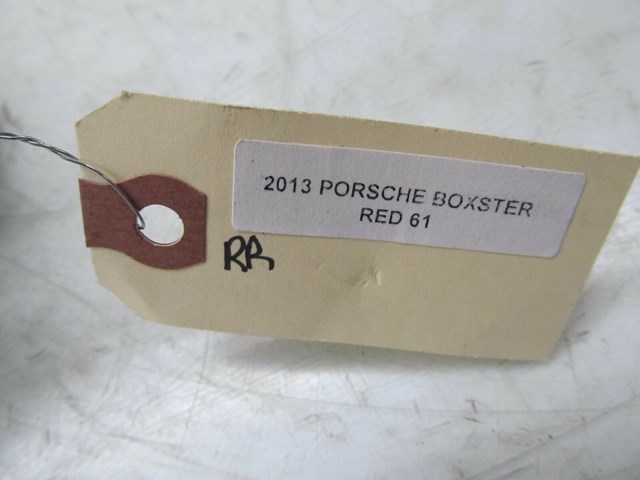 2013 PORSCHE BOXSTER
RED 61
RR